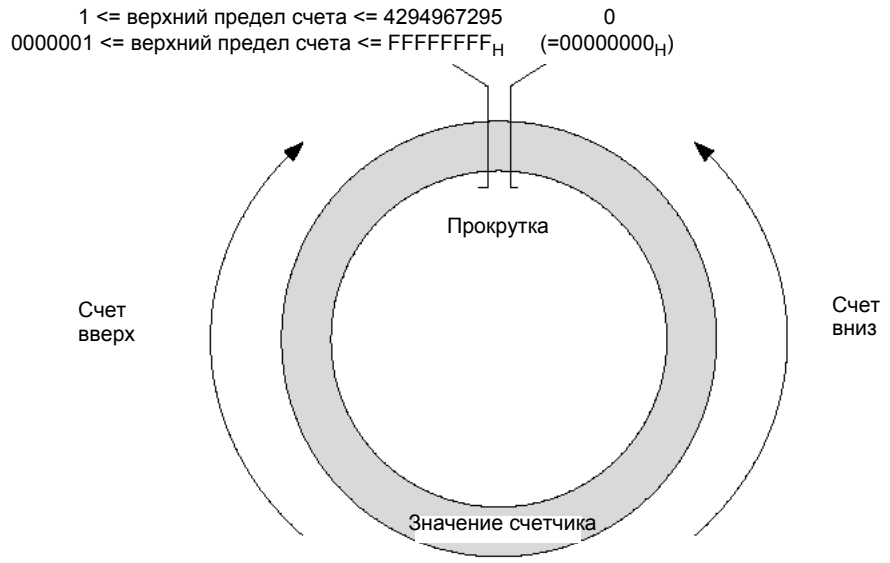 1 <= верхний предел счета <= 4294967295 0
0000001 <= верхний предел счета <= FFFFFFFFH (=00000000H)
Прокрутка
Счет
вверх
Счет
вниз
Значение счетчика